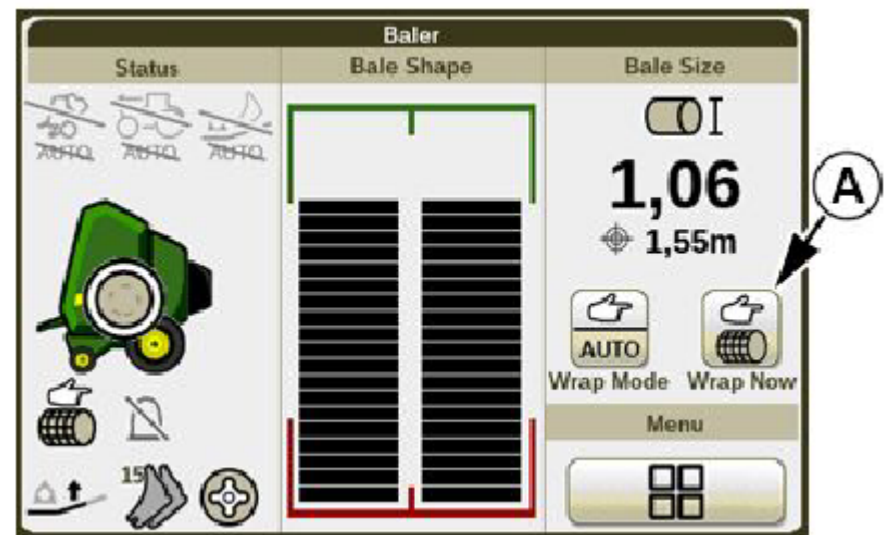 Baler
Status
Bale Shape
Bale Size
AUTO AUTO AUTO
1,06
1,55m
A
AUTO
Wrap Mode
Wrap Now
Menu
15